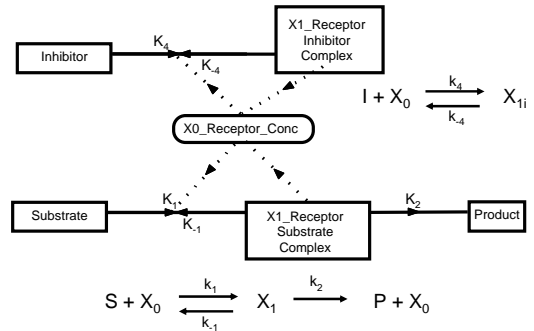 K4
X1_Receptor
Inhibitor
Complex
Inhibitor
K-4
I + X0 k4 k-4 X1i
X0_Receptor_Conc
K1
K-1
Substrate
X1_Receptor
Substrate
Complex
K2
Product
S + X0 k1 k-1 X1 k2 P + X0